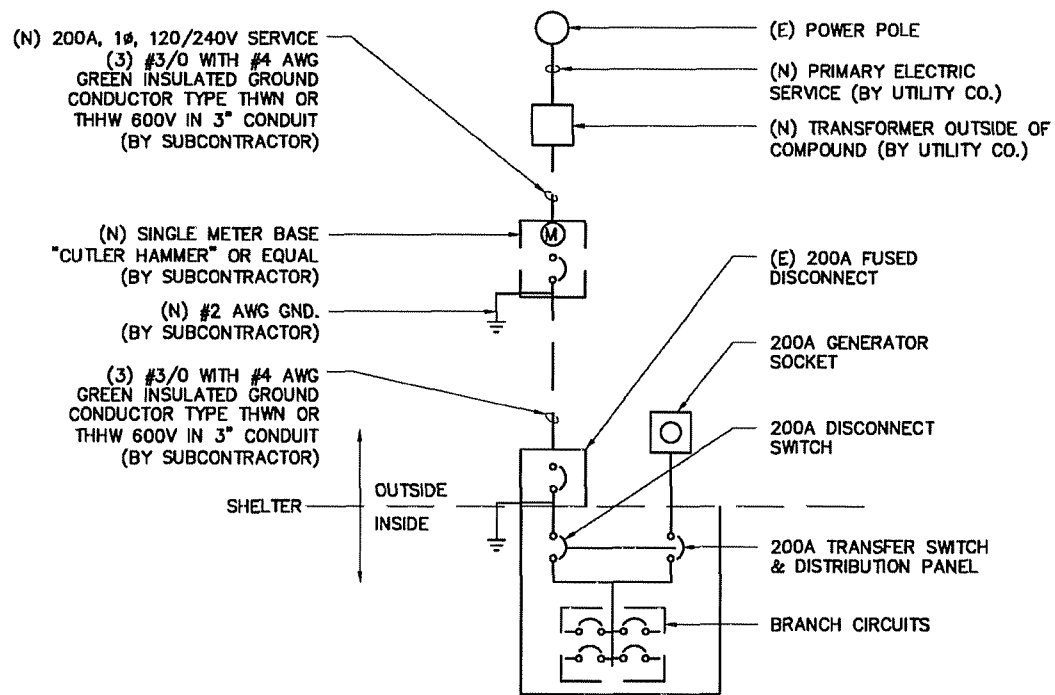 (N) 200A, 1ø, 120/240V SERVICE
(3) #3/0 WITH #4 AWG
GREEN INSULATED GROUND
CONDUCTOR TYPE THWN OR
THHW 600V IN 3" CONDUIT
(BY SUBCONTRACTOR)
(E) POWER POLE
(N) PRIMARY ELECTRIC
SERVICE (BY UTILITY CO.)
(N) TRANSFORMER OUTSIDE OF
COMPOUND (BY UTILITY CO.)
(N) SINGLE METER BASE
"CUTLER HAMMER" OR EQUAL
(BY SUBCONTRACTOR)
M
(N) #2 AWG GND.
(BY SUBCONTRACTOR)
(E) 200A FUSED
DISCONNECT
200A GENERATOR
SOCKET
(3) #3/0 WITH #4 AWG
GREEN INSULATED GROUND
CONDUCTOR TYPE THWN OR
THHW 600V IN 3" CONDUIT
(BY SUBCONTRACTOR)
200A DISCONNECT
SWITCH
SHELTER
OUTSIDE
INSIDE
200A TRANSFER SWITCH
& DISTRIBUTION PANEL
BRANCH CIRCUITS